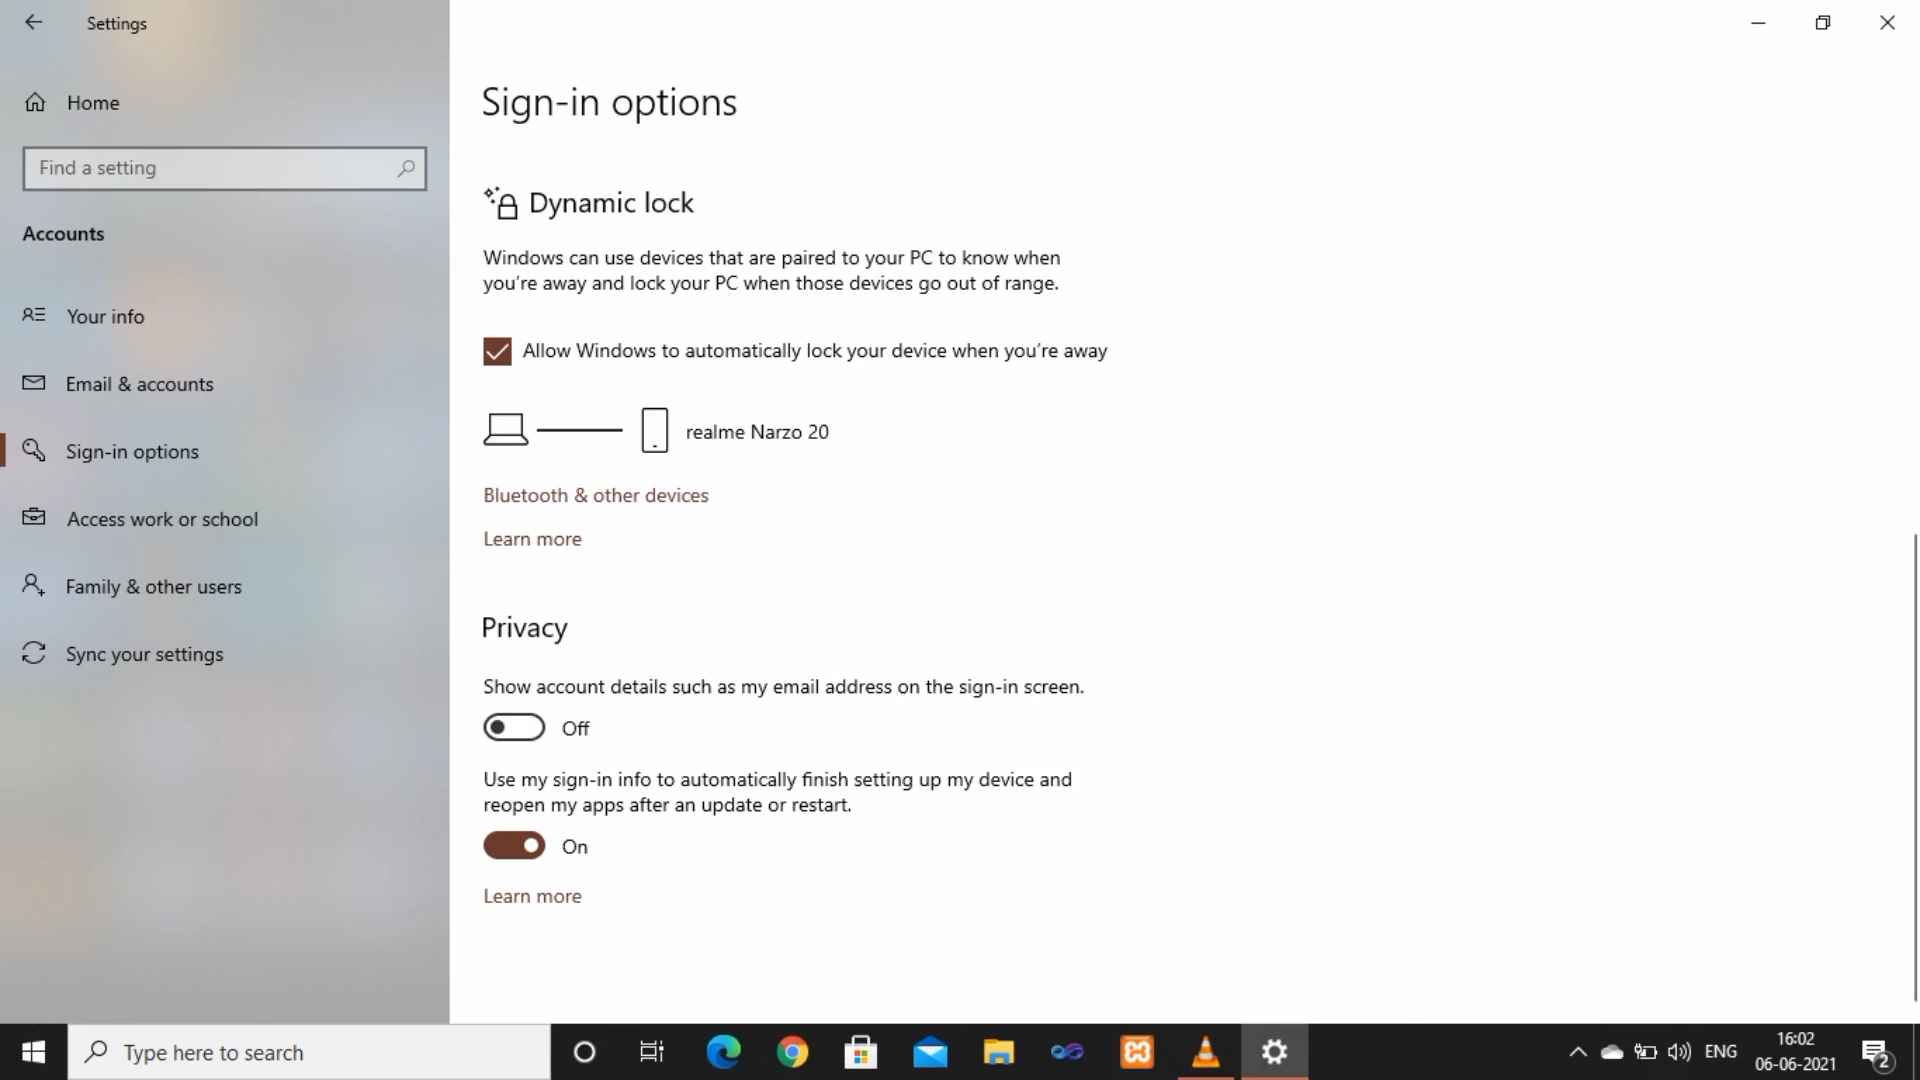 Settings
Home
Find a setting
Accounts
Your info
Email & accounts
Sign-in options
Access work or school
Family & other users
Sync your settings
Sign-in options
Dynamic lock
Windows can use devices that are paired to your PC to know when
you're away and lock your PC when those devices go out of range.
Allow Windows to automatically lock your device when you're away
realme Narzo 20
Bluetooth & other devices
Learn more
Privacy
Show account details such as my email address on the sign-in screen.
Off
Use my sign-in info to automatically finish setting up my device and
reopen my apps after an update or restart.
On
Learn more
Type here to search
ENG
16:02
06-06-2021
2